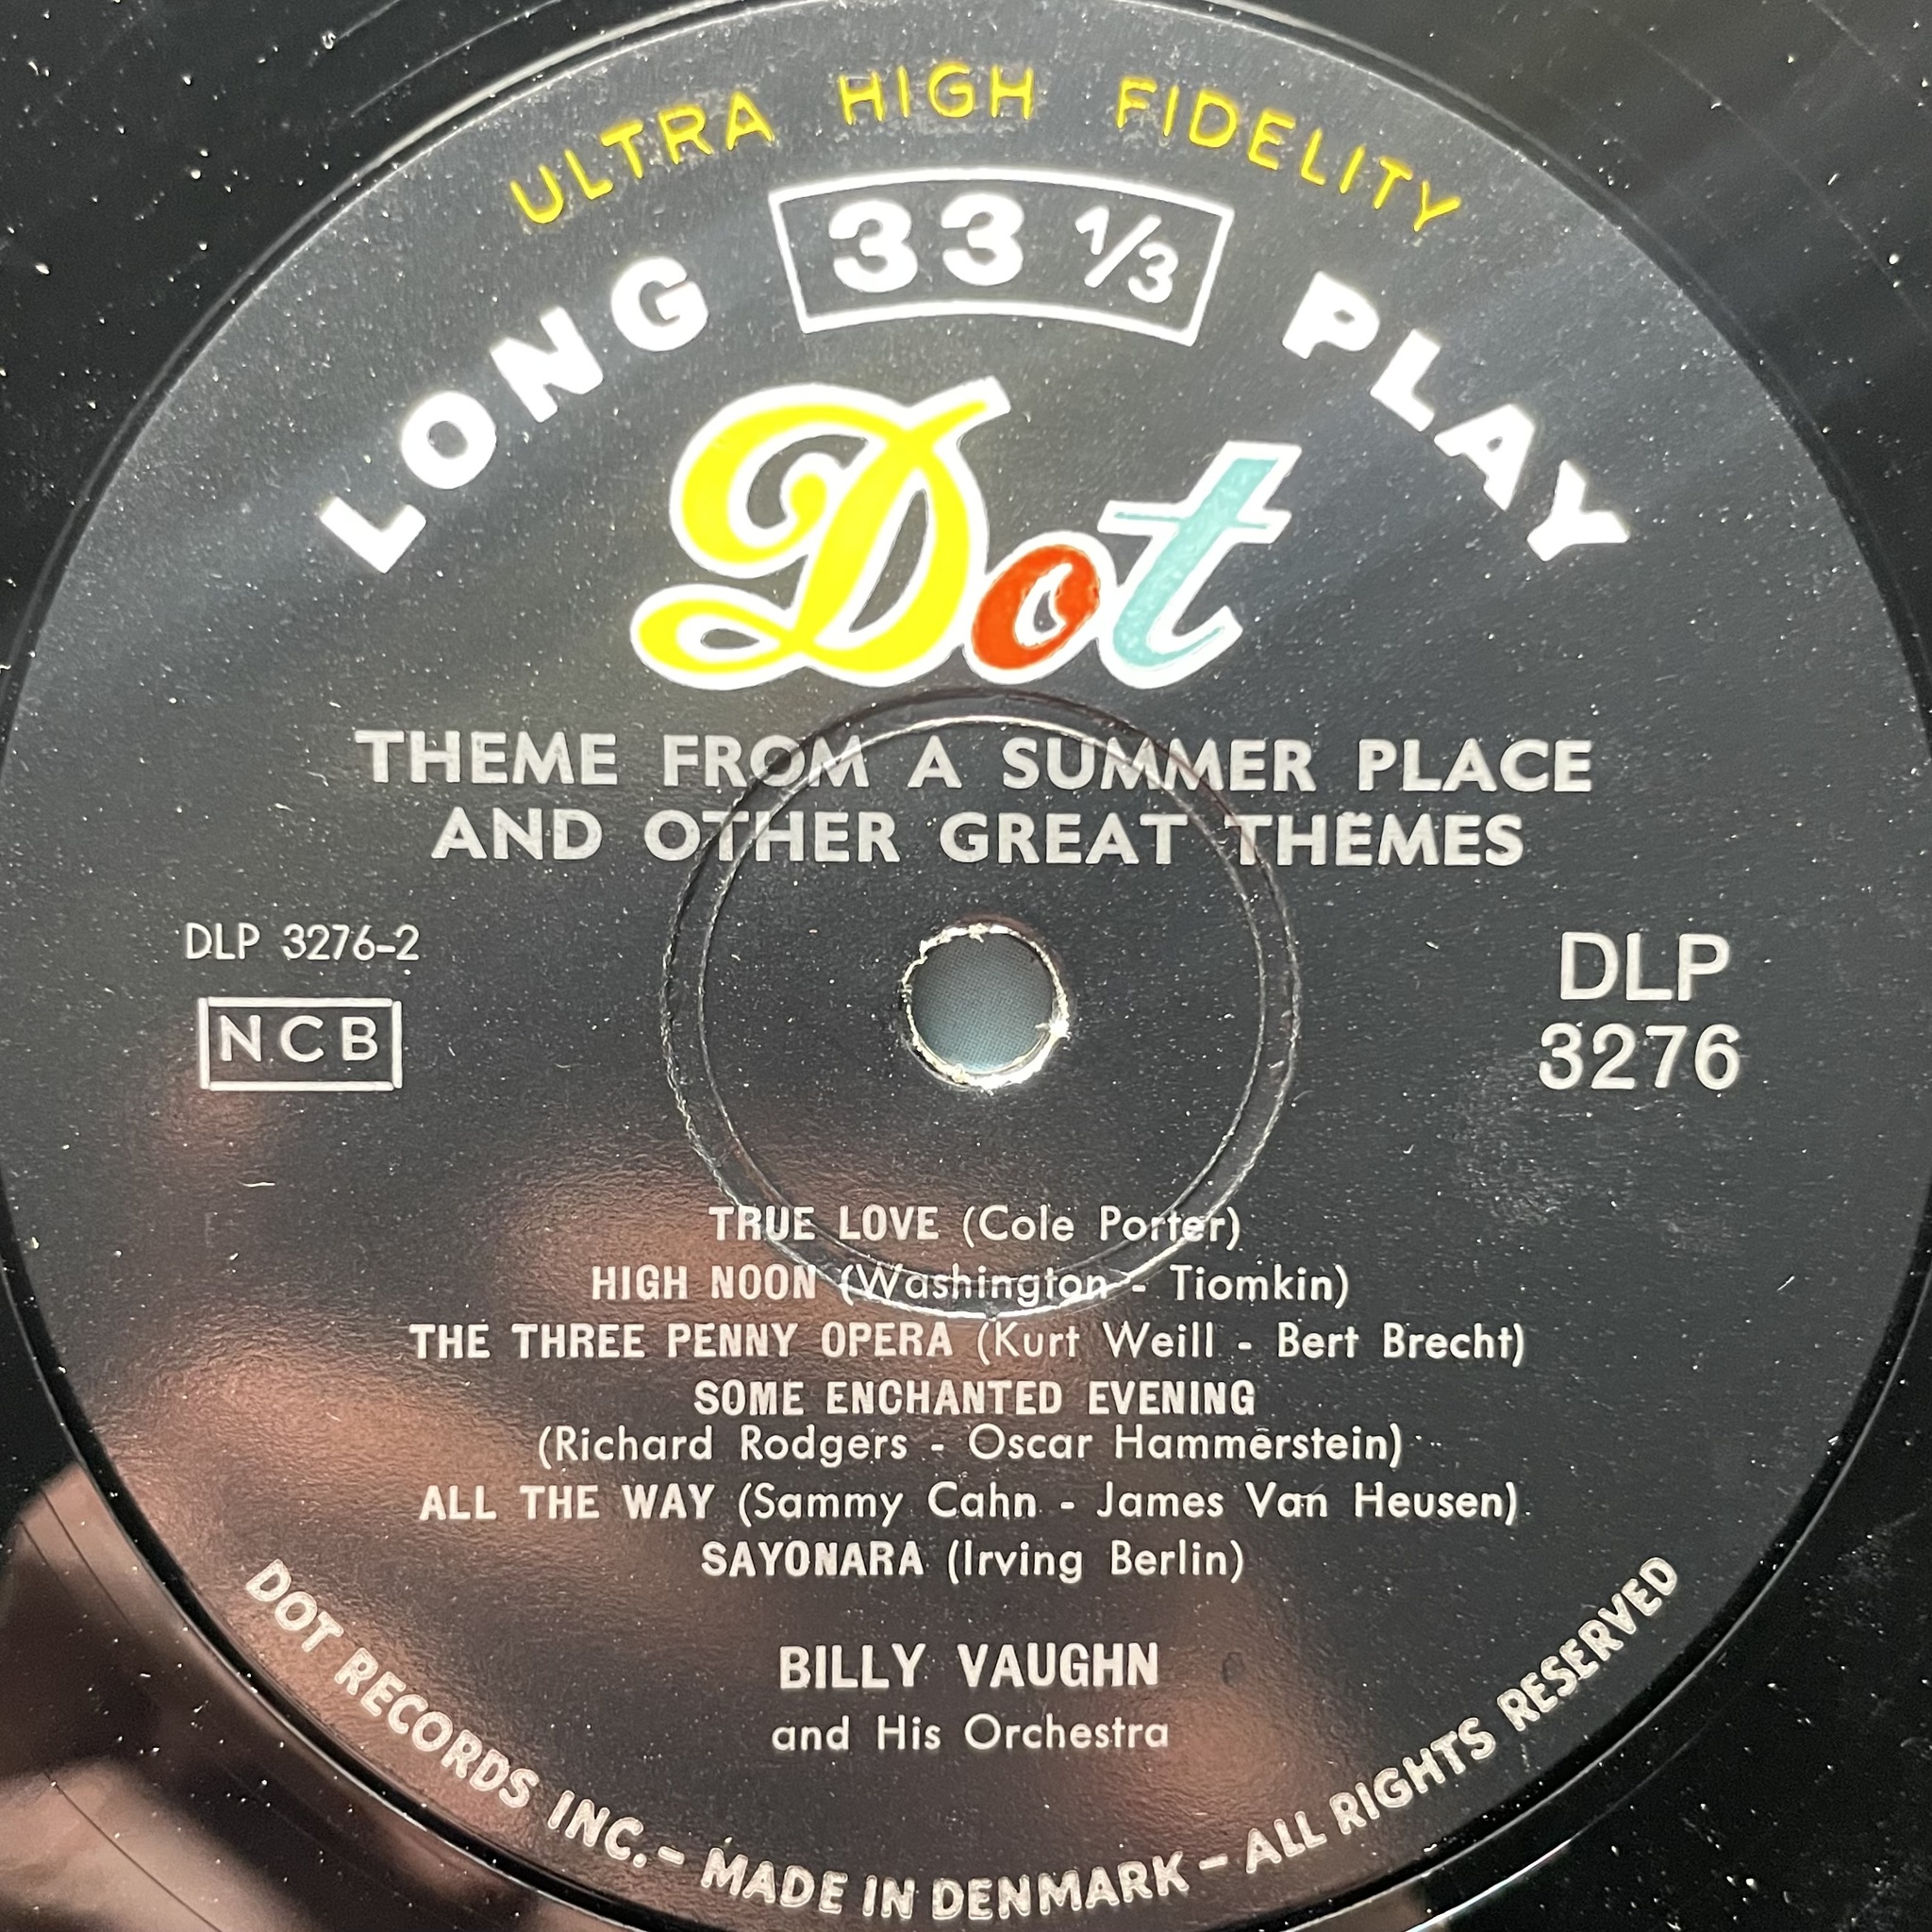 ULTRA HIGH FIDELITY
LONG 33 1/3 PLAY
Dot
THEME FROM A SUMMER PLACE
AND OTHER GREAT THEMES
DLP 3276-2
NCB
DLP
3276
TRUE LOVE (Cole Porter)
HIGH NOON (Washington - Tiomkin)
THE THREE PENNY OPERA (Kurt Weill - Bert Brecht)
SOME ENCHANTED EVENING
(Richard Rodgers - Oscar Hammerstein)
ALL THE WAY (Sammy Cahn - James Van Heusen)
SAYONARA (Irving Berlin)
BILLY VAUGHN
and His Orchestra
DOT RECORDS INC.- MADE IN DENMARK - ALL RIGHTS RESERVED